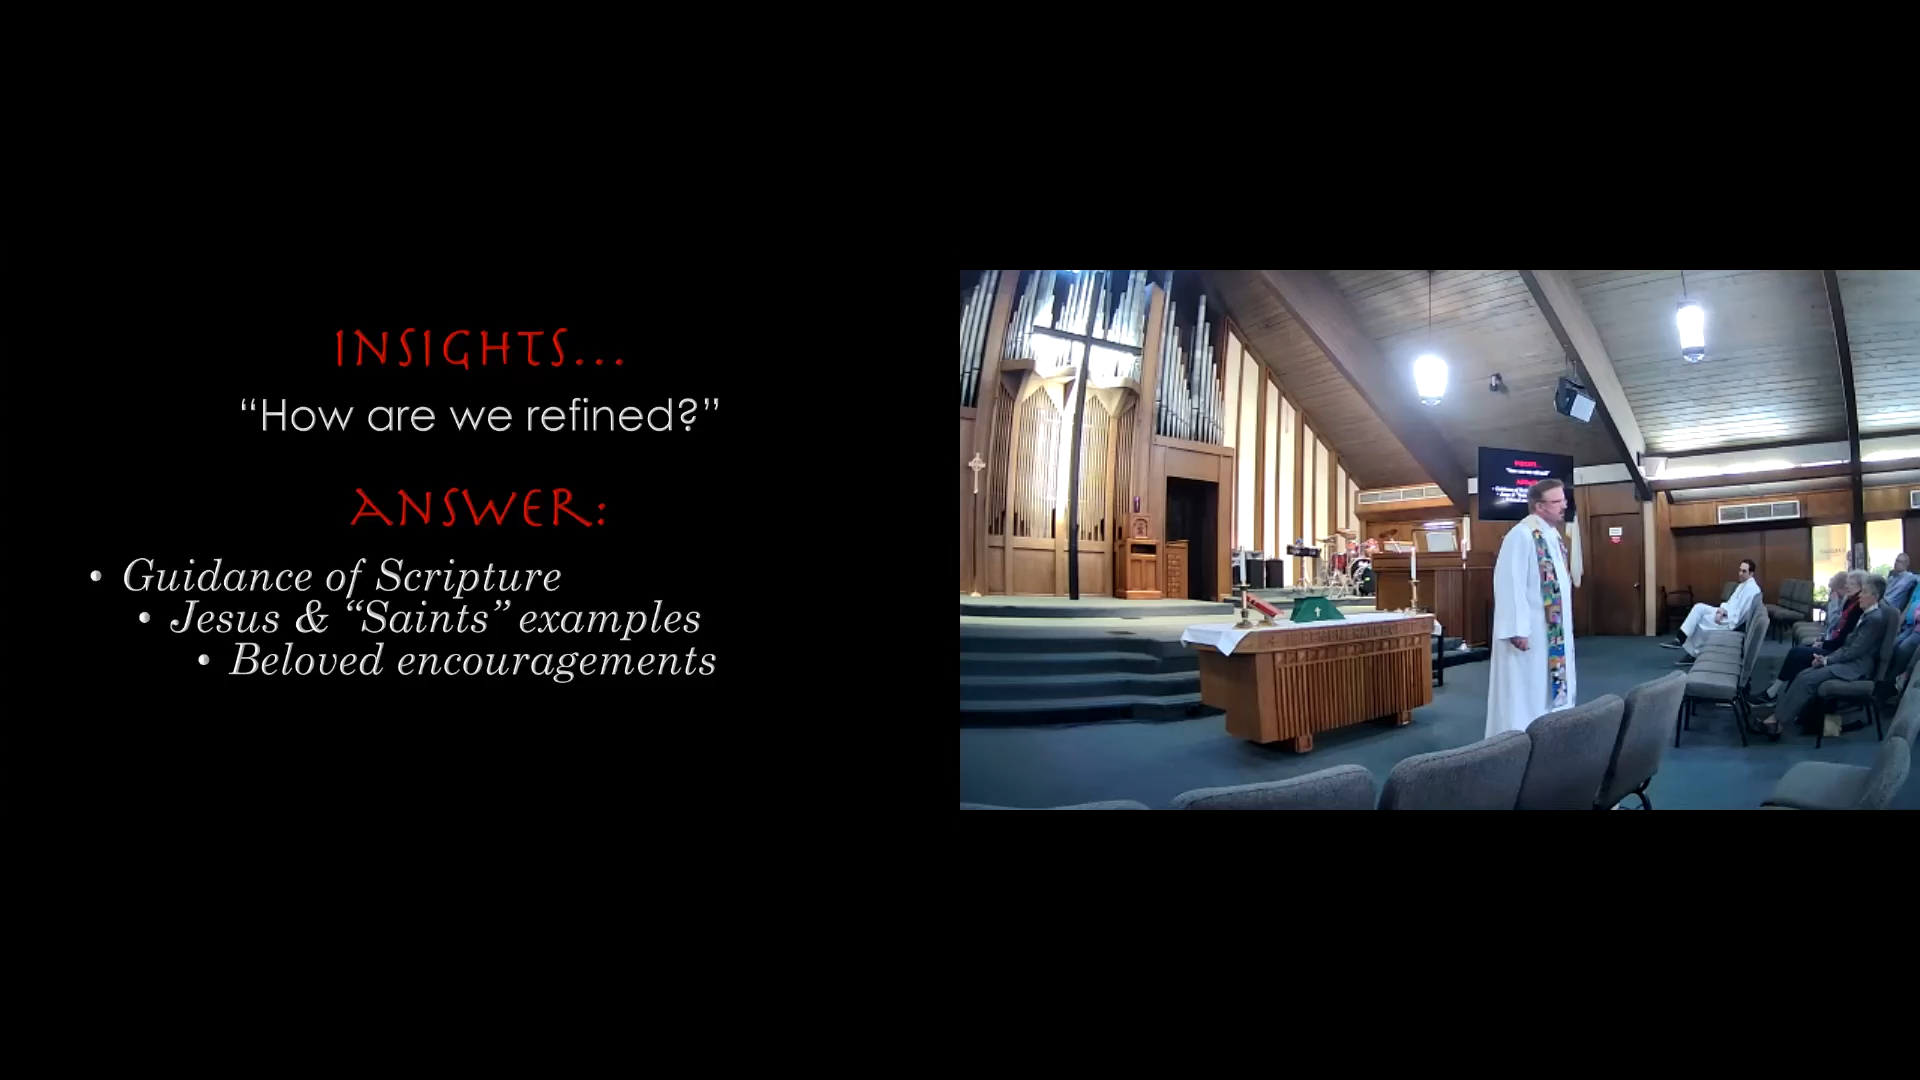 INSIGHTS...
“How are we refined?”
ANSWER:
• Guidance of Scripture
• Jesus & “Saints” examples
• Beloved encouragements